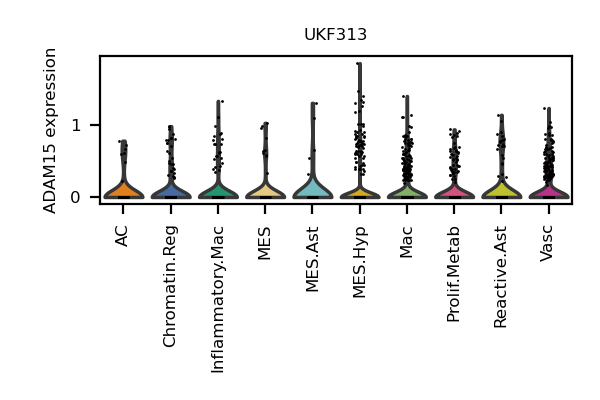 UKF313
ADAM15 expression
1
0
AC
Chromatin.Reg
Inflammatory.Mac
MES
MES.Ast
MES.Hyp
Mac
Prolif.Metab
Reactive.Ast
Vasc